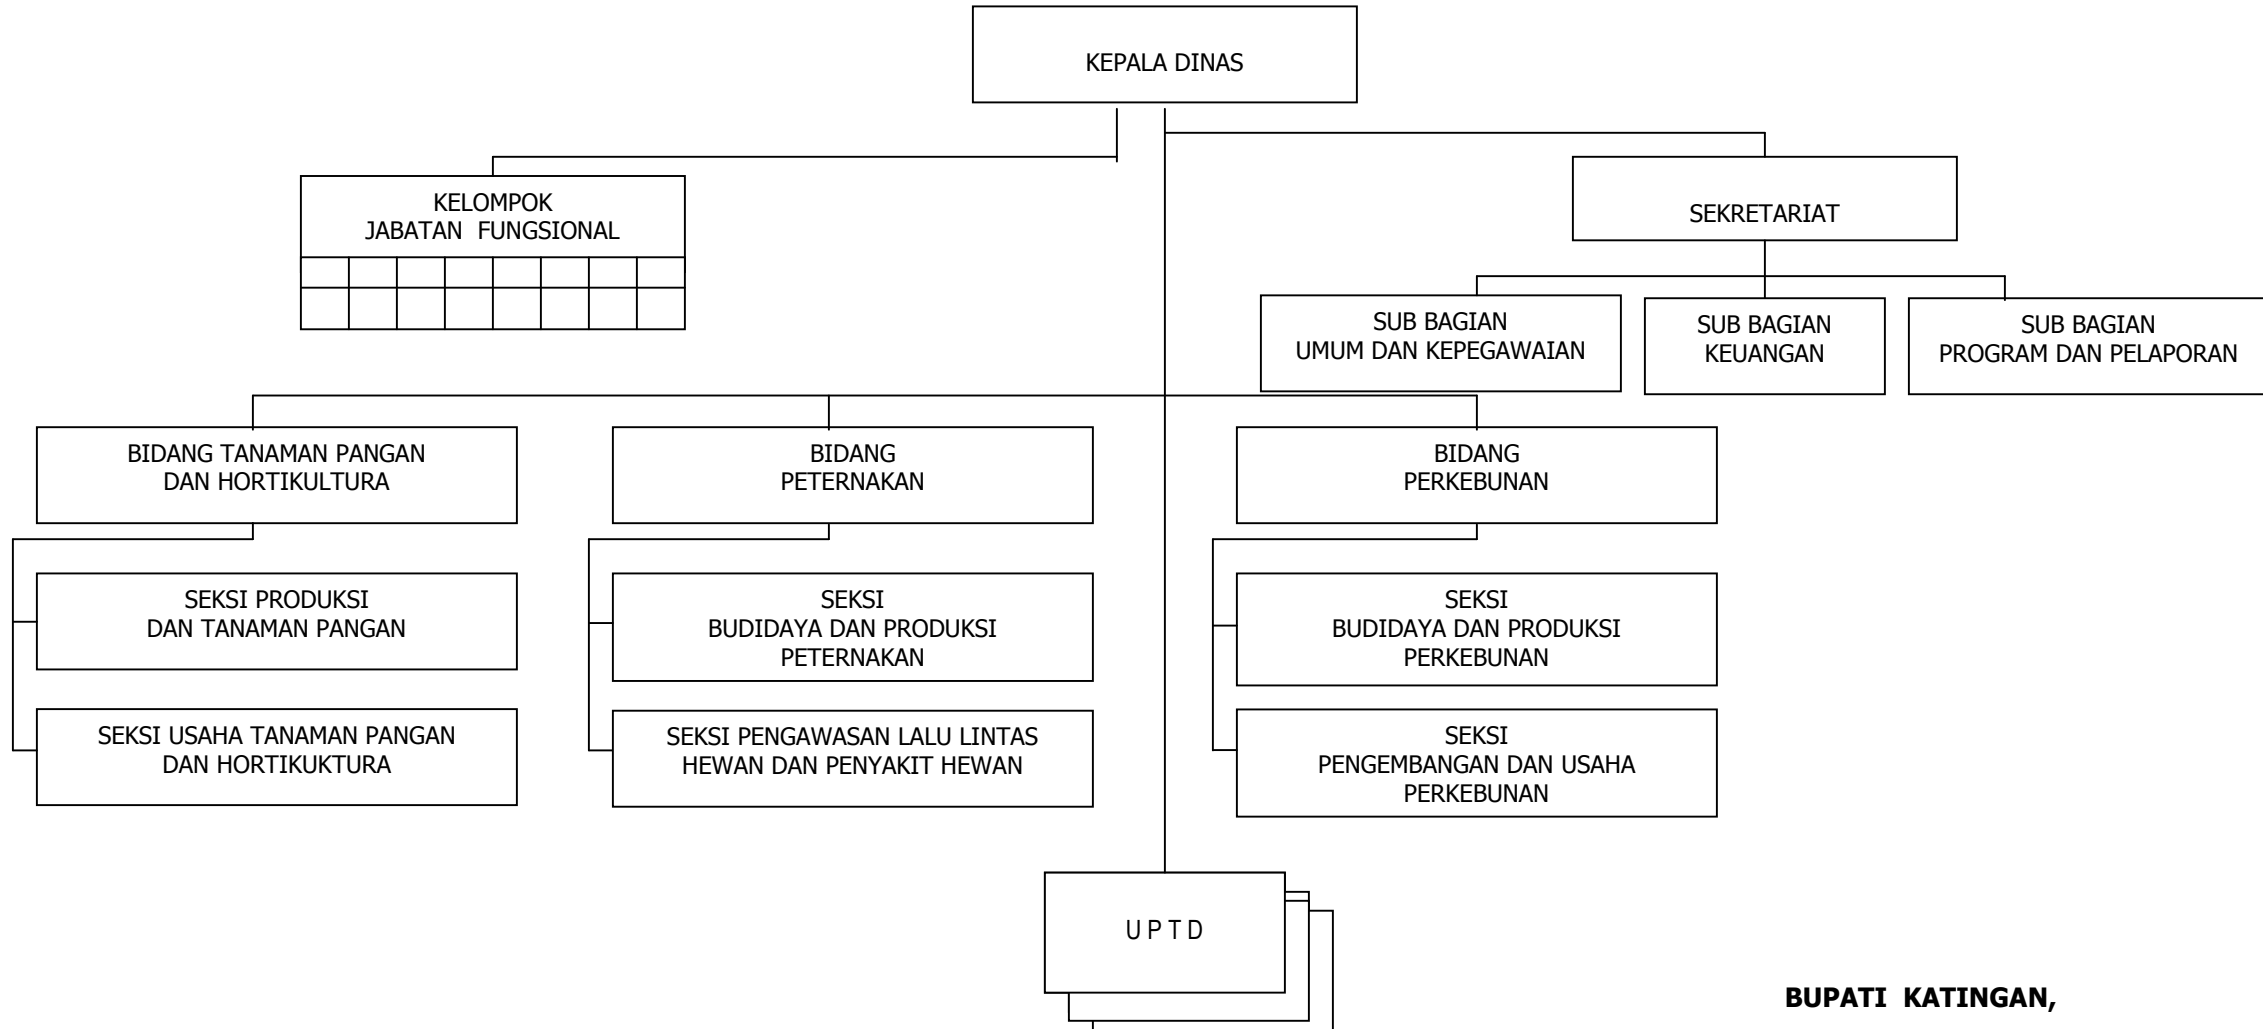 KEPALA DINAS
KELOMPOK
JABATAN FUNGSIONAL
SEKRETARIAT
SUB BAGIAN
UMUM DAN KEPEGAWAIAN
SUB BAGIAN
KEUANGAN
SUB BAGIAN
PROGRAM DAN PELAPORAN
BIDANG TANAMAN PANGAN
DAN HORTIKULTURA
BIDANG
PETERNAKAN
BIDANG
PERKEBUNAN
SEKSI PRODUKSI
DAN TANAMAN PANGAN
SEKSI
BUDIDAYA DAN PRODUKSI
PETERNAKAN
SEKSI
BUDIDAYA DAN PRODUKSI
PERKEBUNAN
SEKSI USAHA TANAMAN PANGAN
DAN HORTIKUKTURA
SEKSI PENGAWASAN LALU LINTAS
HEWAN DAN PENYAKIT HEWAN
SEKSI
PENGEMBANGAN DAN USAHA
PERKEBUNAN
U P T D
BUPATI KATINGAN,